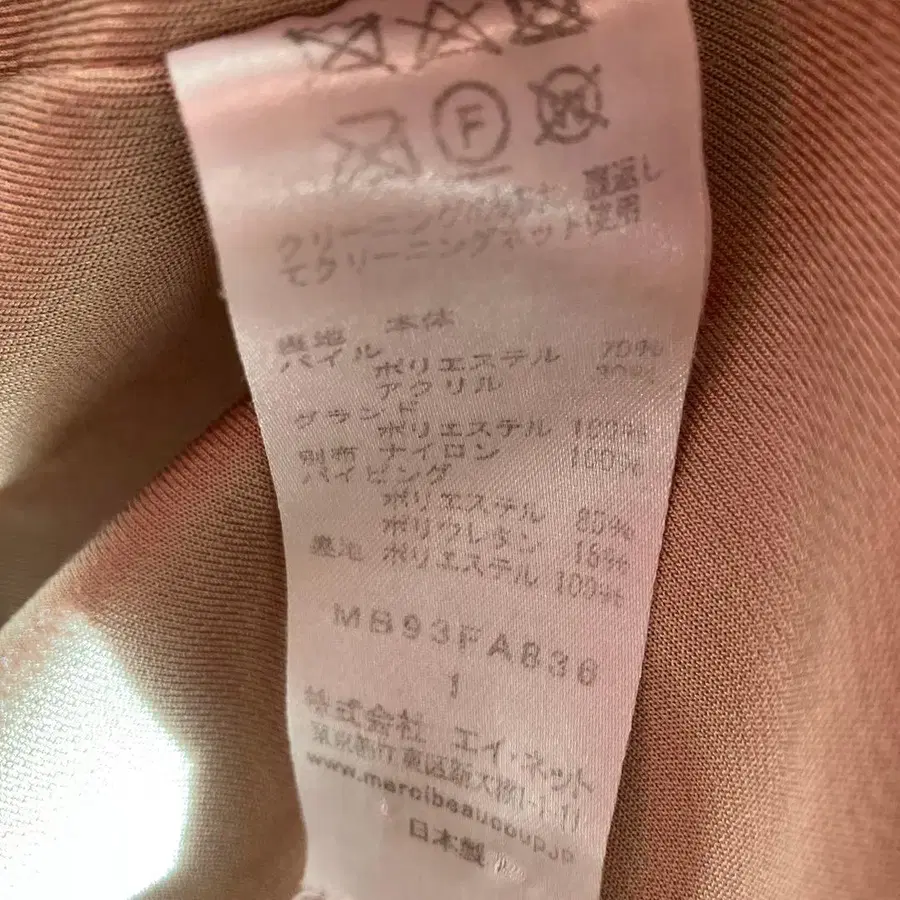 F
クリーニングは 裏返し
てクリーニングネット使用
表地 本体
パイル
ポリエステル 70%
アクリル 30%
グランド
ポリエステル 100%
別布 ナイロン 100%
パイピング
ポリエステル 85%
ポリウレタン 15%
裏地 ポリエステル 100%
MB93FA836
1
株式会社 エイ・ネット
東京都江東区新大橋1-1-11
www.mercibeaucoup.jp
日本製